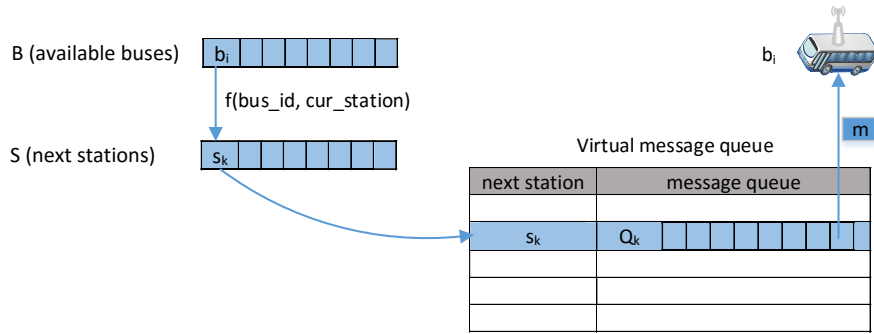 B (available buses)
bᵢ
bᵢ
f(bus_id, cur_station)
m
S (next stations)
sₖ
Virtual message queue
next station
message queue
sₖ
Qₖ